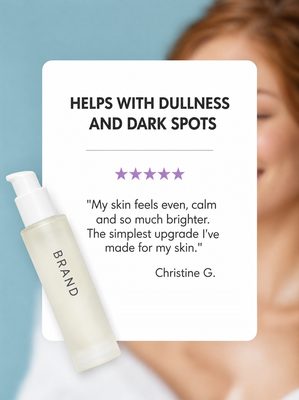 HELPS WITH DULLNESS
AND DARK SPOTS
"My skin feels even, calm
and so much brighter.
The simplest upgrade I've
made for my skin."
Christine G.
BRAND